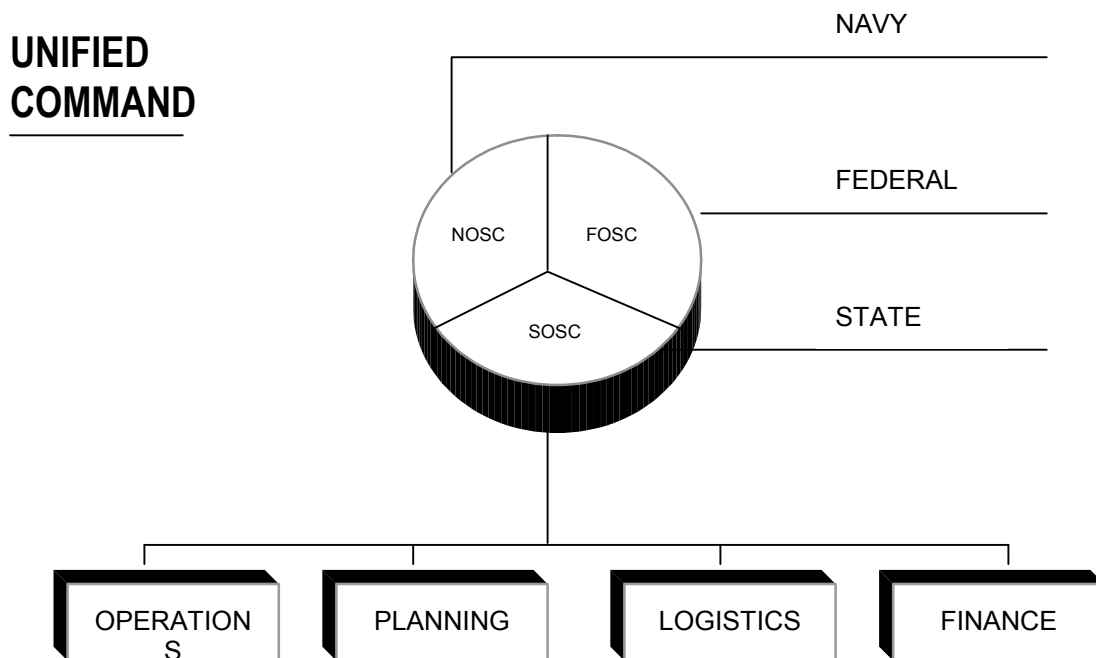 UNIFIED
COMMAND
NAVY
FEDERAL
NOSC
FOSC
STATE
SOSC
OPERATION
S
PLANNING
LOGISTICS
FINANCE